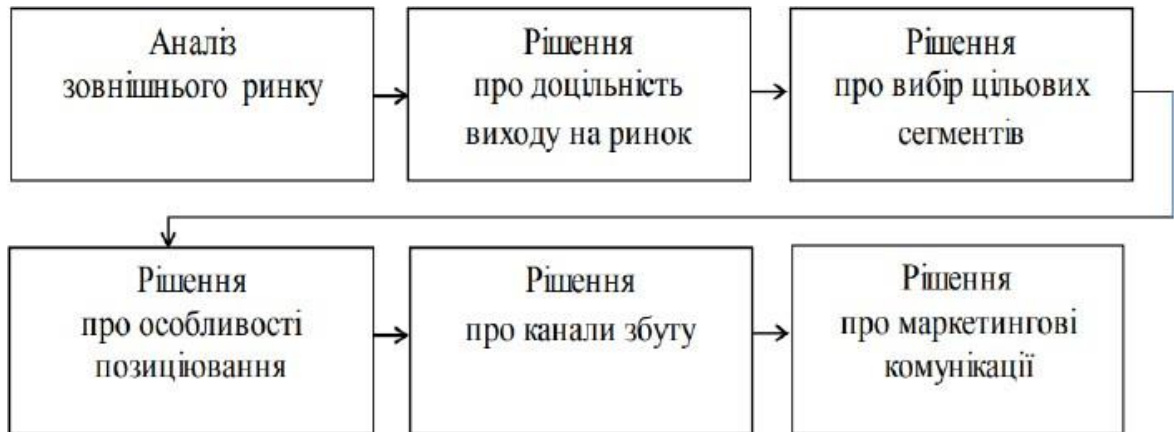 Аналіз
зовнішнього ринку
Рішення
про доцільність
виходу на ринок
Рішення
про вибір цільових
сегментів
Рішення
про особливості
позиціювання
Рішення
про канали збуту
Рішення
про маркетингові
комунікації